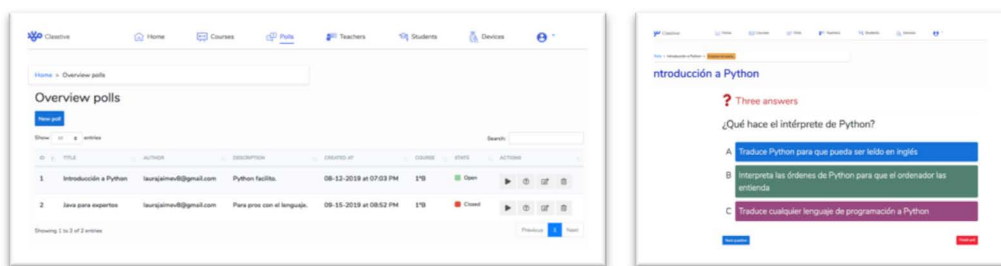 Classtive Home Courses Polls Teachers Students Devices
Home > Overview polls
Overview polls
New poll
Show 10 entries Search:
ID TITLE AUTHOR DESCRIPTION CREATED AT COURSE STATE ACTIONS
1 Introducción a Python laurajaimev8@gmail.com Python facilito. 08-12-2019 at 07:03 PM 1ºB Open
2 Java para expertos laurajaimev8@gmail.com Para pros con el lenguaje. 08-15-2019 at 08:52 PM 1ºB Closed
Showing 1 to 2 of 2 entries Previous 1 Next
Classtive Home Courses Polls Teachers Students Devices
ntroducción a Python
? Three answers
¿Qué hace el intérprete de Python?
A Traduce Python para que pueda ser leído en inglés
B Interpreta las órdenes de Python para que el ordenador las
entienda
C Traduce cualquier lenguaje de programación a Python